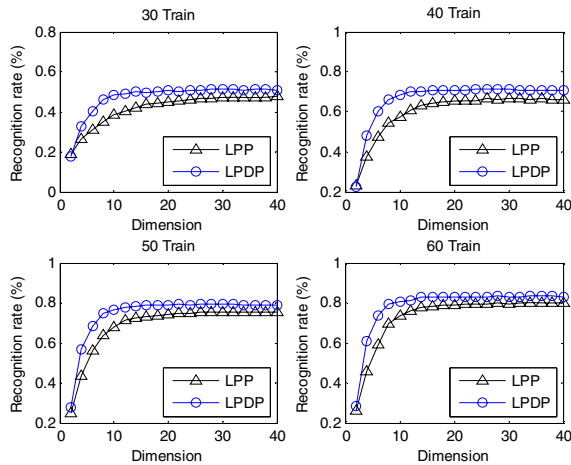 30 Train
Recognition rate (%)
0.8
0.6
0.4
0.2
0
0 10 20 30 40
Dimension
LPP
LPDP
40 Train
Recognition rate (%)
1
0.8
0.6
0.4
0.2
0 10 20 30 40
Dimension
LPP
LPDP
50 Train
Recognition rate (%)
1
0.8
0.6
0.4
0.2
0 10 20 30 40
Dimension
LPP
LPDP
60 Train
Recognition rate (%)
1
0.8
0.6
0.4
0.2
0 10 20 30 40
Dimension
LPP
LPDP